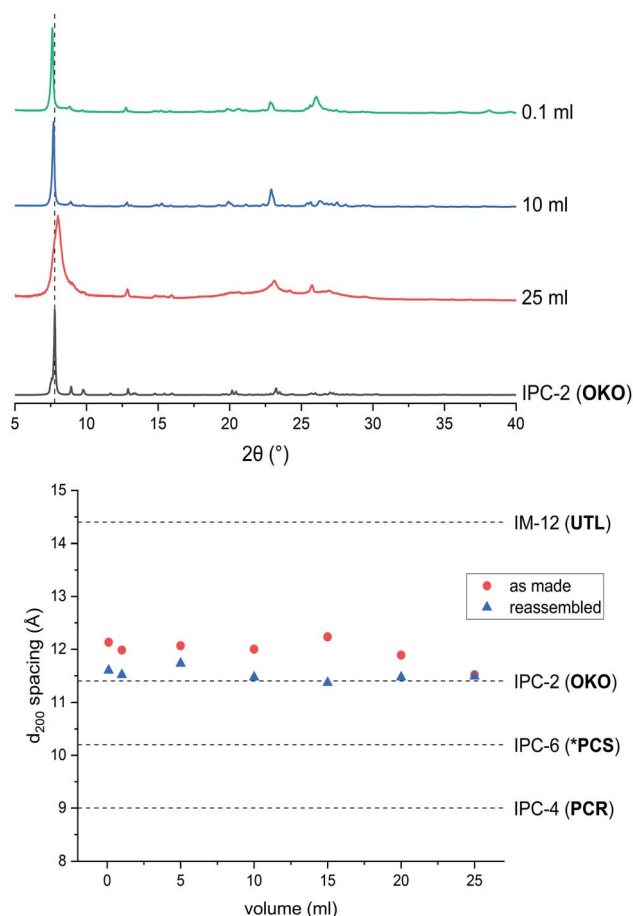 0.1 ml
10 ml
25 ml
IPC-2 (OKO)
5 10 15 20 25 30 35 40
2θ (°)
15
14
13
12
11
10
9
8
d200 spacing (Å)
IM-12 (UTL)
as made
reassembled
IPC-2 (OKO)
IPC-6 (*PCS)
IPC-4 (PCR)
0 5 10 15 20 25
volume (ml)